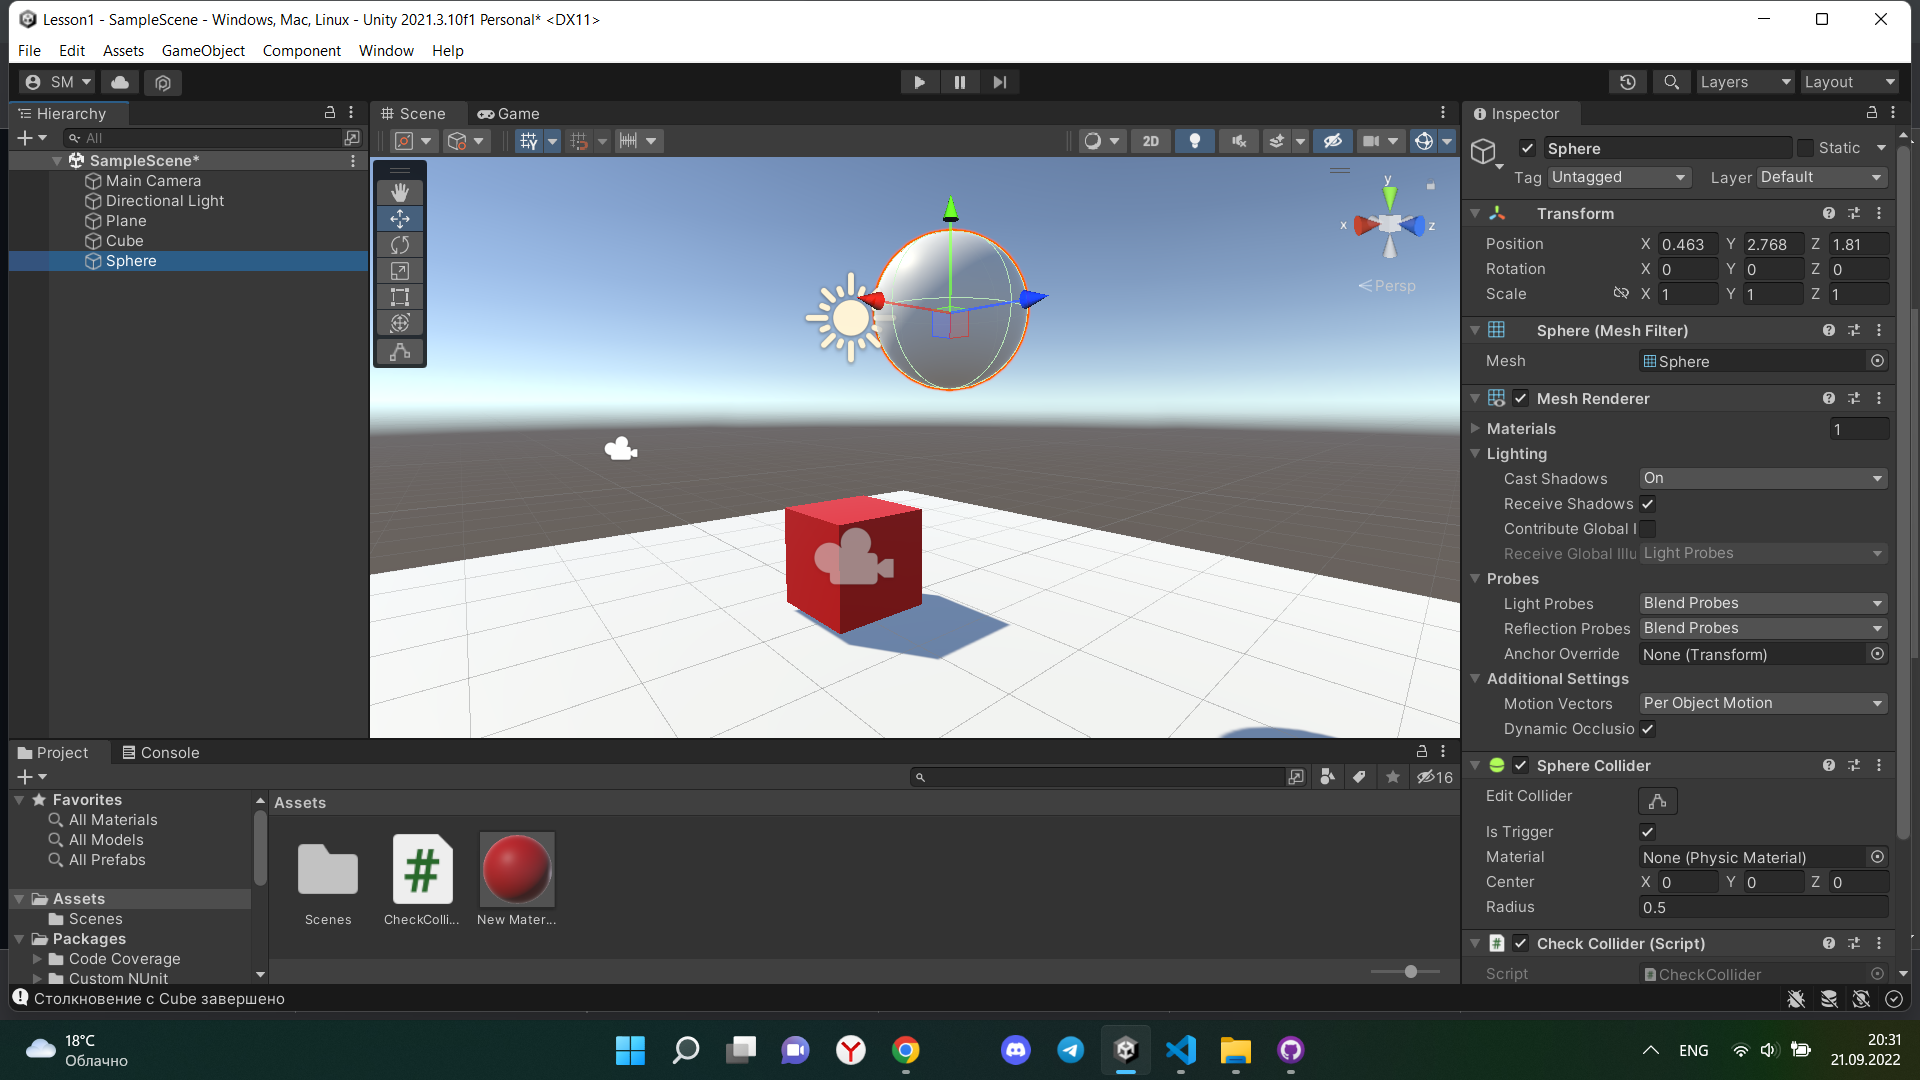 Lesson1 - SampleScene - Windows, Mac, Linux - Unity 2021.3.10f1 Personal* <DX11>
File Edit Assets GameObject Component Window Help
SM
Layers Layout
Hierarchy
All
SampleScene*
Main Camera
Directional Light
Plane
Cube
Sphere
Scene Game
2D
y
x z
Persp
Inspector
Sphere Static
Tag Untagged Layer Default
Transform
Position X 0.463 Y 2.768 Z 1.81
Rotation X 0 Y 0 Z 0
Scale X 1 Y 1 Z 1
Sphere (Mesh Filter)
Mesh Sphere
Mesh Renderer
Materials 1
Lighting
Cast Shadows On
Receive Shadows
Contribute Global I
Receive Global Illu Light Probes
Probes
Light Probes Blend Probes
Reflection Probes Blend Probes
Anchor Override None (Transform)
Additional Settings
Motion Vectors Per Object Motion
Dynamic Occlusio
Sphere Collider
Edit Collider
Is Trigger
Material None (Physic Material)
Center X 0 Y 0 Z 0
Radius 0.5
Check Collider (Script)
Script CheckCollider
Project Console
16
Favorites
All Materials
All Models
All Prefabs
Assets
Scenes
Packages
Code Coverage
Custom NUnit
Assets
Scenes CheckColli... New Mater...
Столкновение с Cube завершено
18°C
Облачно
ENG
20:31
21.09.2022